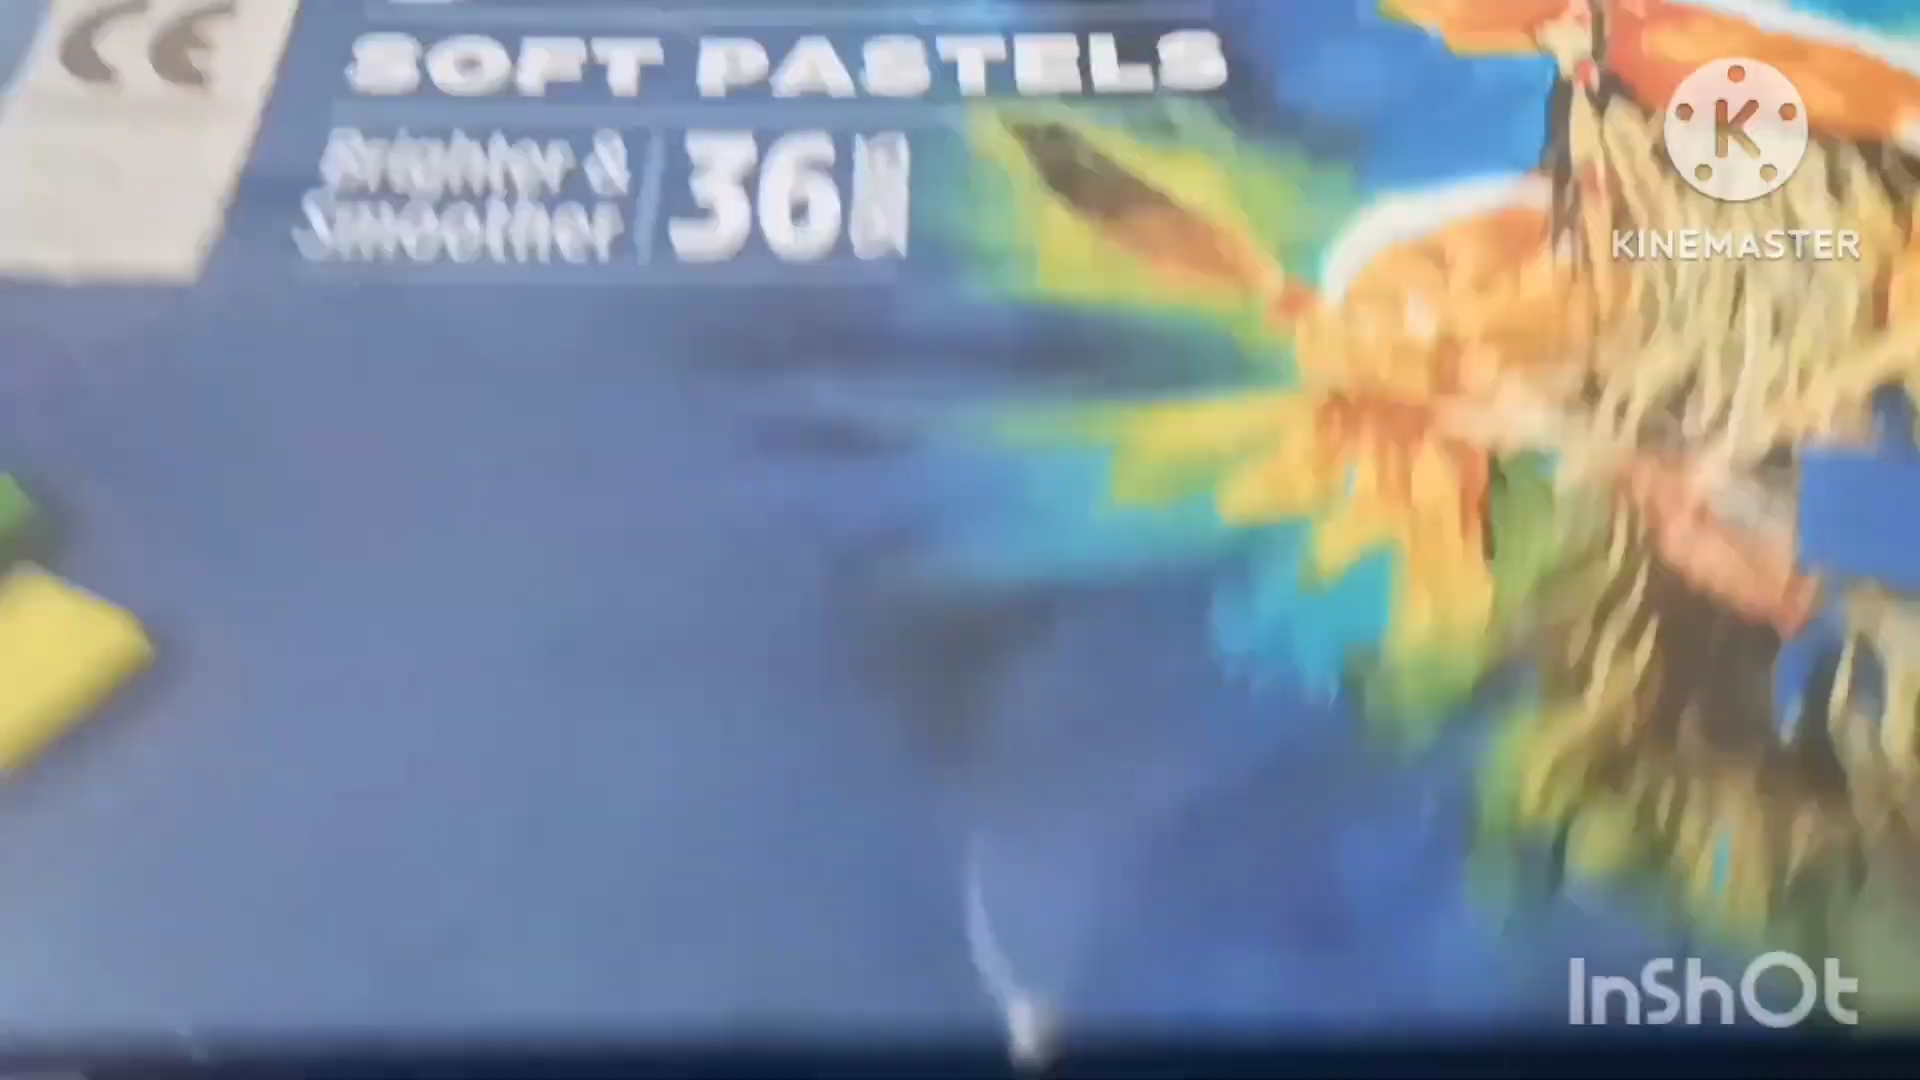 CE
SOFT PASTELS
Brighter &
Smoother
36
KINEMASTER
InShOt